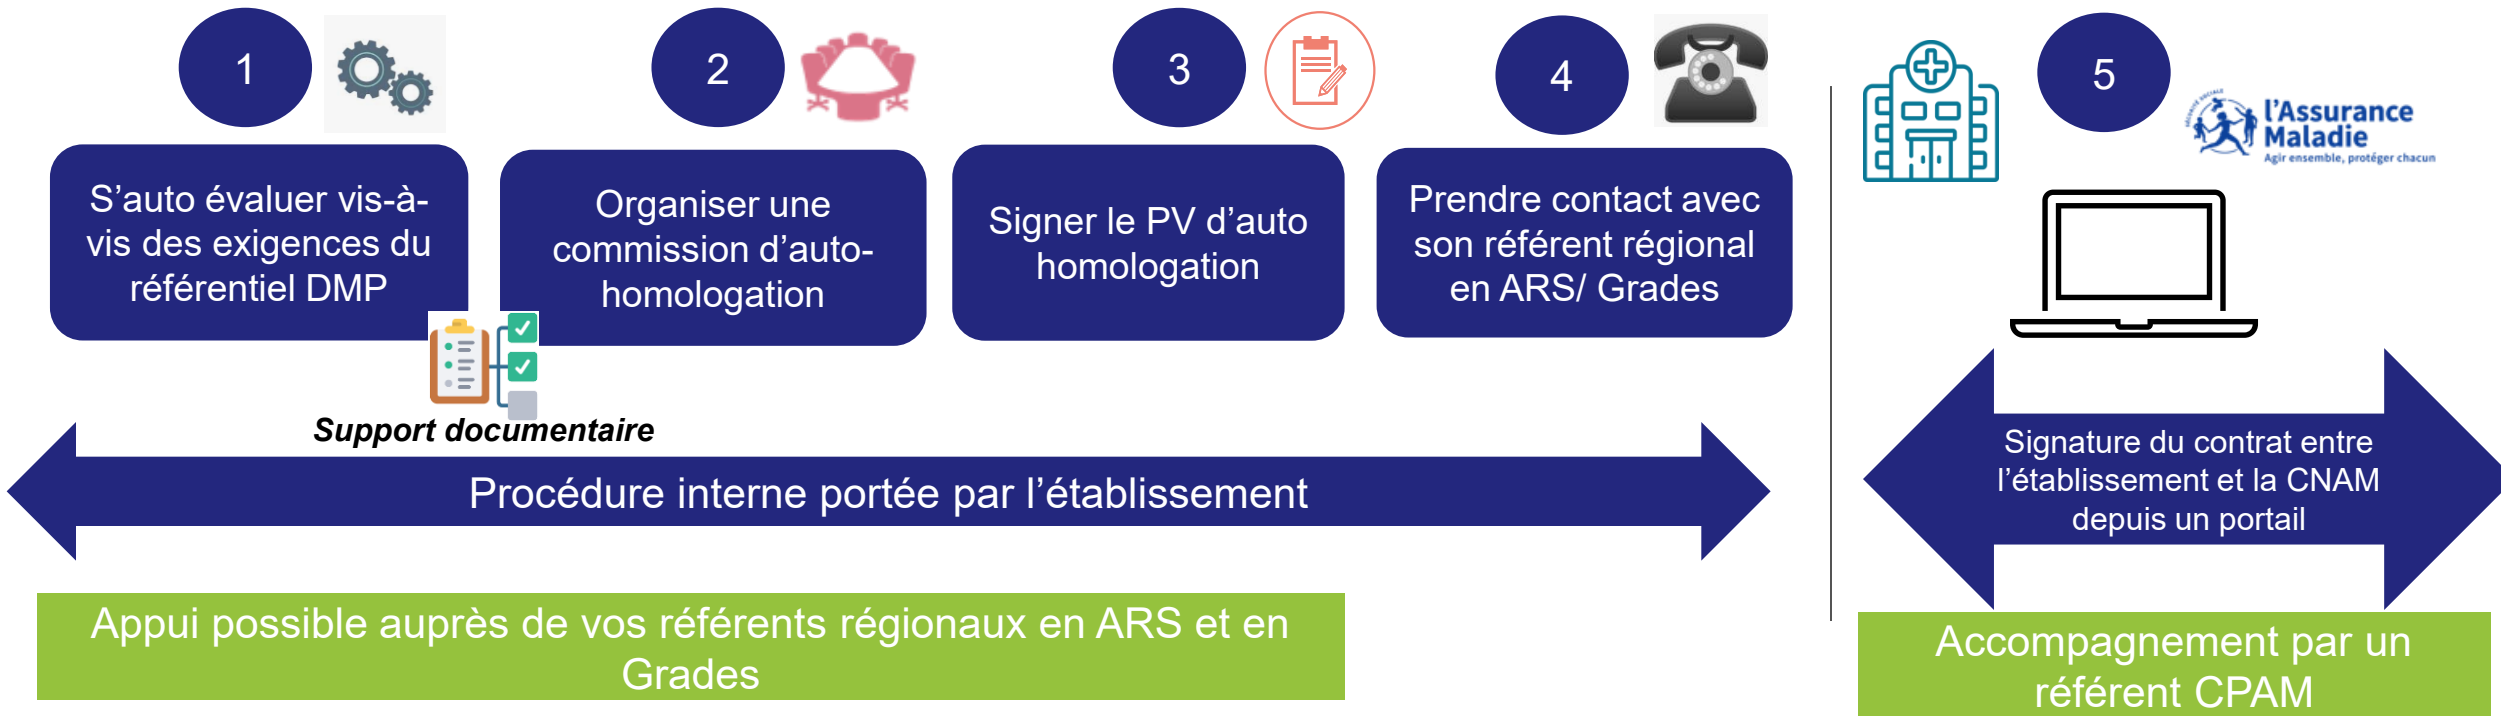 1
S’auto évaluer vis-à-
vis des exigences du
référentiel DMP
2
Organiser une
commission d’auto-
homologation
3
Signer le PV d’auto
homologation
4
Prendre contact avec
son référent régional
en ARS/ Grades
Support documentaire
Procédure interne portée par l’établissement
Appui possible auprès de vos référents régionaux en ARS et en
Grades
5
SÉCURITÉ SOCIALE
l’Assurance
Maladie
Agir ensemble, protéger chacun
Signature du contrat entre
l’établissement et la CNAM
depuis un portail
Accompagnement par un
référent CPAM